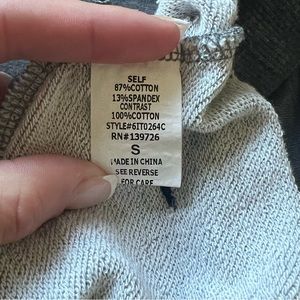 SELF
87%COTTON
13%SPANDEX
CONTRAST
100%COTTON
STYLE#6IT0264C
RN#139726
S
MADE IN CHINA
SEE REVERSE
FOR CARE